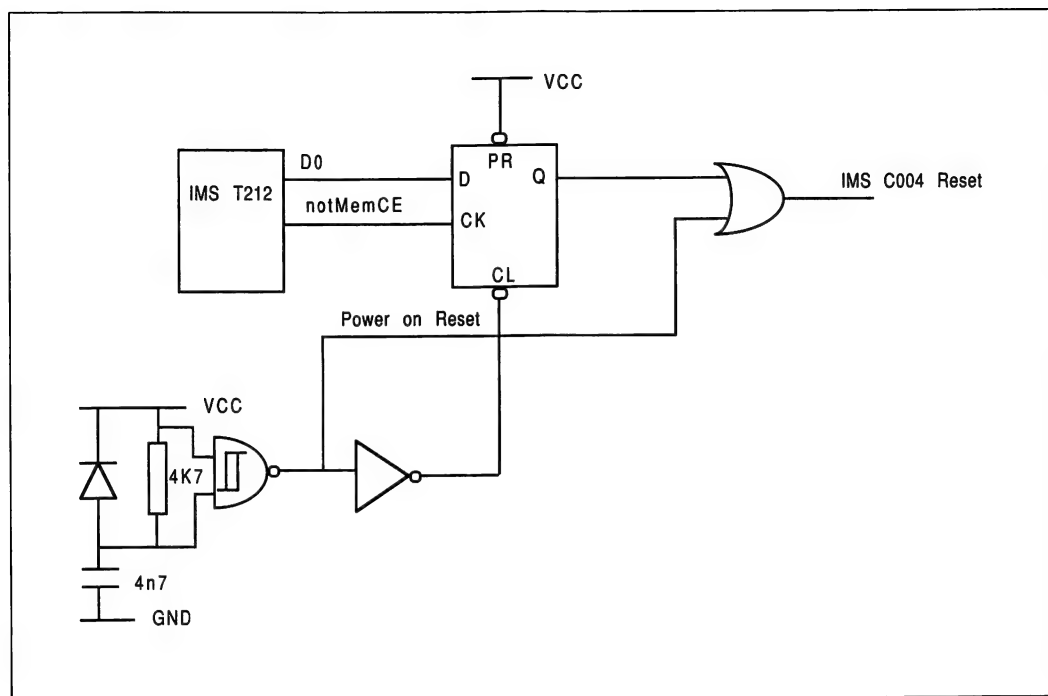 VCC
D0
PR
IMS T212
D
Q
IMS C004 Reset
notMemCE
CK
CL
Power on Reset
VCC
4K7
4n7
GND